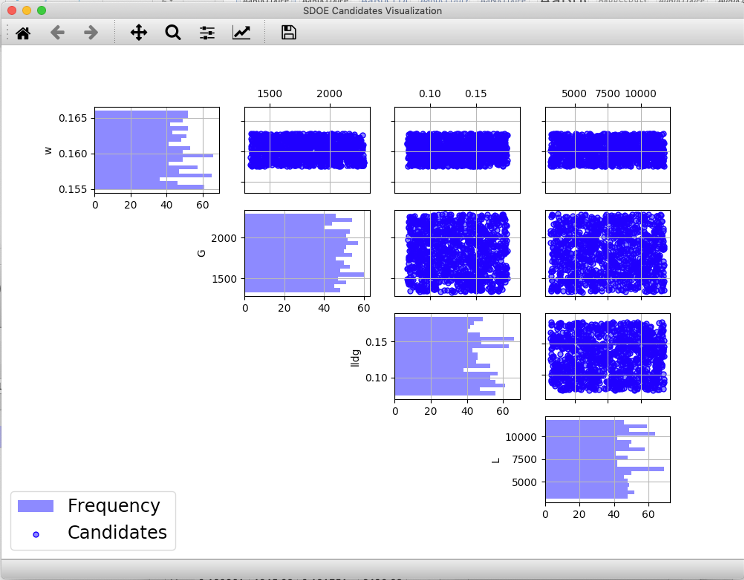 SDOE Candidates Visualization
1500 2000 0.10 0.15 5000 7500 10000
0.165
0.160
0.155
w
0 20 40 60
2000
1500
G
0 20 40 60
0.15
0.10
lldg
0 20 40 60
10000
7500
5000
L
0 20 40 60
Frequency
Candidates